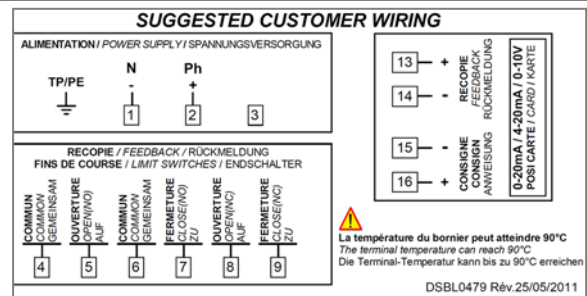 SUGGESTED CUSTOMER WIRING
ALIMENTATION / POWER SUPPLY / SPANNUNGSVERSORGUNG
TP/PE
N
-
1
Ph
+
2
3
RECOPIE / FEEDBACK / RÜCKMELDUNG
FINS DE COURSE / LIMIT SWITCHES / ENDSCHALTER
COMMUN
COMMON
GEMEINSAM
4
OUVERTURE
OPEN(NO)
AUF
5
COMMUN
COMMON
GEMEINSAM
6
FERMETURE
CLOSE(NO)
ZU
7
OUVERTURE
OPEN(NC)
AUF
8
FERMETURE
CLOSE(NC)
ZU
9
13 +
14 -
RECOPIE
FEEDBACK
RÜCKMELDUNG
15 -
16 +
CONSIGNE
CONSIGN
ANWEISUNG
0-20mA / 4-20mA / 0-10V
POSI CARTE / CARD / KARTE
La température du bornier peut atteindre 90°C
The terminal temperature can reach 90°C
Die Terminal-Temperatur kann bis zu 90°C erreichen
DSBL0479 Rév.25/05/2011